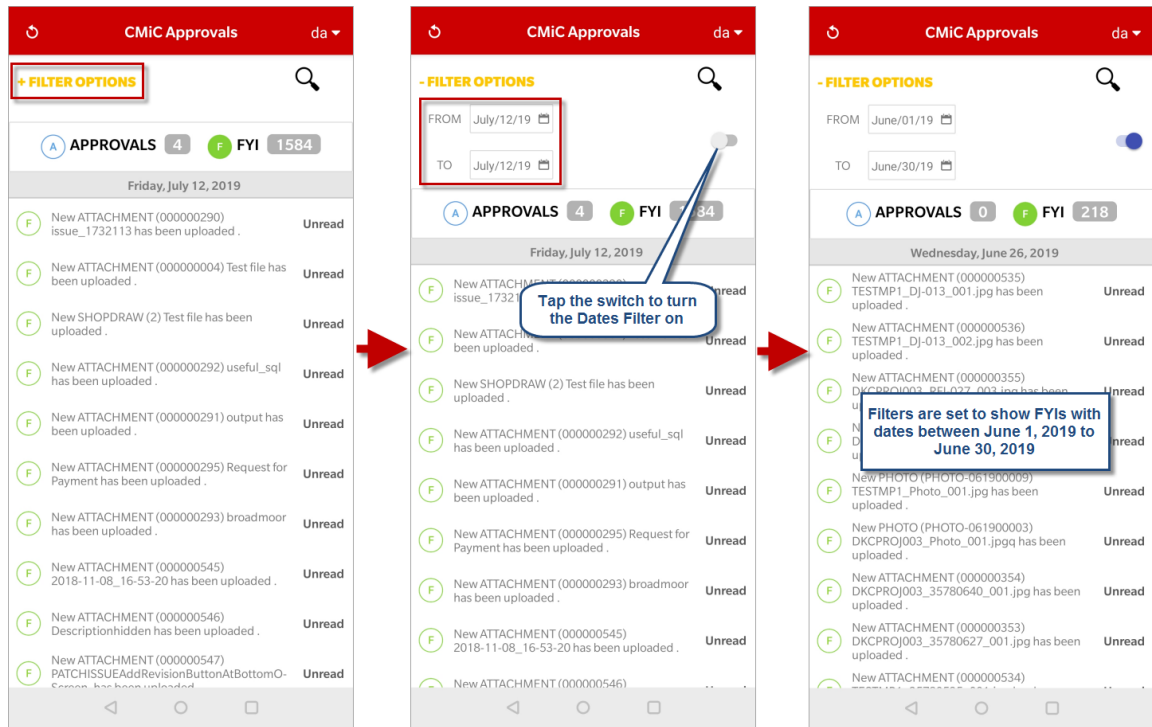 CMiC Approvals
da
+ FILTER OPTIONS
A APPROVALS 4 F FYI 1584
Friday, July 12, 2019
F New ATTACHMENT (000000290)
issue_1732113 has been uploaded .
Unread
F New ATTACHMENT (000000004) Test file has
been uploaded .
Unread
F New SHOPDRAW (2) Test file has been
uploaded .
Unread
F New ATTACHMENT (000000292) useful_sql
has been uploaded .
Unread
F New ATTACHMENT (000000291) output has
been uploaded .
Unread
F New ATTACHMENT (000000295) Request for
Payment has been uploaded .
Unread
F New ATTACHMENT (000000293) broadmoor
has been uploaded .
Unread
F New ATTACHMENT (000000545)
2018-11-08_16-53-20 has been uploaded .
Unread
F New ATTACHMENT (000000546)
Descriptionhidden has been uploaded .
Unread
F New ATTACHMENT (000000547)
PATCHISSUEAddRevisionButtonAtBottomO-
Screen has been uploaded
Unread
CMiC Approvals
da
- FILTER OPTIONS
FROM July/12/19
TO July/12/19
A APPROVALS 4 F FYI
Friday, July 12, 2019
Tap the switch to turn
the Dates Filter on
F New ATTACHMENT
been uploaded .
Unread
F New SHOPDRAW (2) Test file has been
uploaded .
Unread
F New ATTACHMENT (000000292) useful_sql
has been uploaded .
Unread
F New ATTACHMENT (000000291) output has
been uploaded .
Unread
F New ATTACHMENT (000000295) Request for
Payment has been uploaded .
Unread
F New ATTACHMENT (000000293) broadmoor
has been uploaded .
Unread
F New ATTACHMENT (000000545)
2018-11-08_16-53-20 has been uploaded .
Unread
New ATTACHMENT (000000546)
CMiC Approvals
da
- FILTER OPTIONS
FROM June/01/19
TO June/30/19
A APPROVALS 0 F FYI 218
Wednesday, June 26, 2019
F New ATTACHMENT (000000535)
TESTMP1_DJ-013_001.jpg has been
uploaded .
Unread
F New ATTACHMENT (000000536)
TESTMP1_DJ-013_002.jpg has been
uploaded .
Unread
F New ATTACHMENT (000000355)
Filters are set to show FYIs with
dates between June 1, 2019 to
June 30, 2019
F New PHOTO (PHOTO-061900009)
TESTMP1_Photo_001.jpg has been
uploaded .
Unread
F New PHOTO (PHOTO-061900003)
DKCPROJ003_Photo_001.jpgq has been
uploaded .
Unread
F New ATTACHMENT (000000354)
DKCPROJ003_35780640_001.jpg has been
uploaded .
Unread
F New ATTACHMENT (000000353)
DKCPROJ003_35780627_001.jpg has been
uploaded .
Unread
F New ATTACHMENT (000000534)